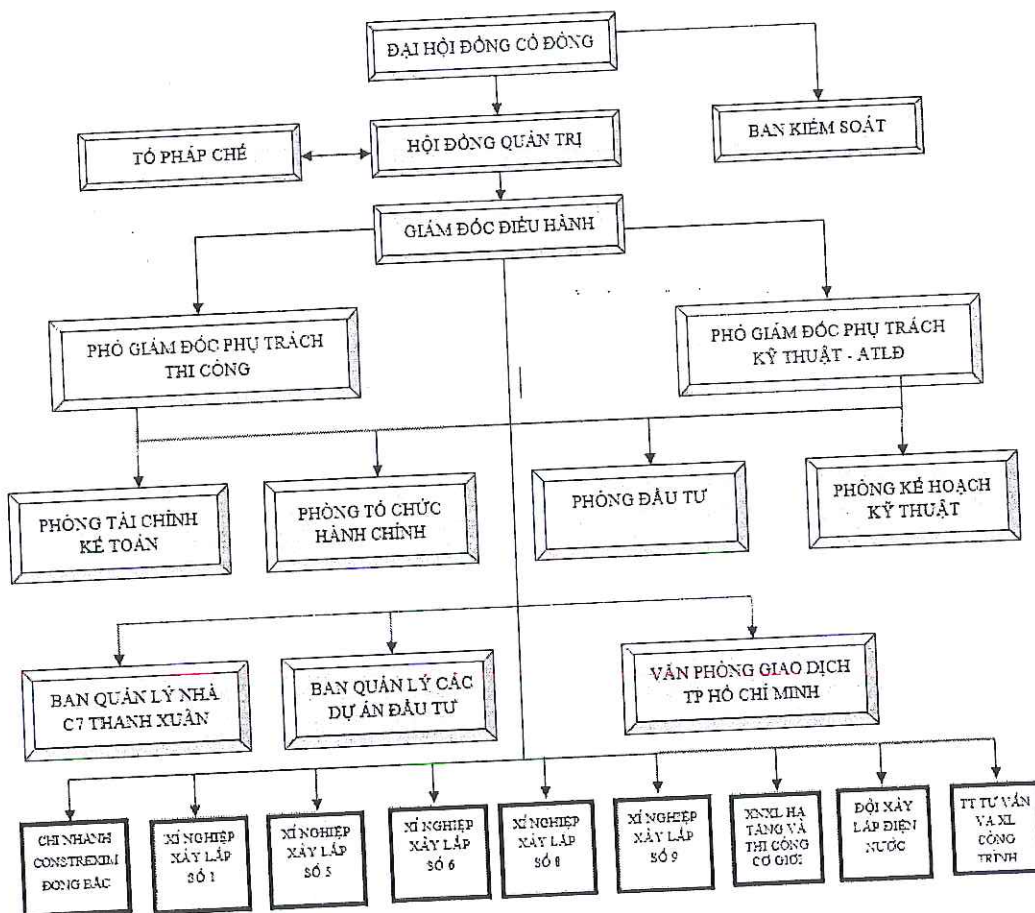 ĐẠI HỘI ĐỒNG CỔ ĐÔNG
BAN KIỂM SOÁT
TỔ PHÁP CHẾ
HỘI ĐỒNG QUẢN TRỊ
GIÁM ĐỐC ĐIỀU HÀNH
PHÓ GIÁM ĐỐC PHỤ TRÁCH
THI CÔNG
PHÓ GIÁM ĐỐC PHỤ TRÁCH
KỸ THUẬT - ATLĐ
PHÒNG TÀI CHÍNH
KẾ TOÁN
PHÒNG TỔ CHỨC
HÀNH CHÍNH
PHÒNG ĐẦU TƯ
PHÒNG KẾ HOẠCH
KỸ THUẬT
BAN QUẢN LÝ NHÀ
C7 THANH XUÂN
BAN QUẢN LÝ CÁC
DỰ ÁN ĐẦU TƯ
VĂN PHÒNG GIAO DỊCH
TP HỒ CHÍ MINH
CHI NHÁNH
CONSTREXIM
ĐÔNG BẮC
XÍ NGHIỆP
XÂY LẮP
SỐ 1
XÍ NGHIỆP
XÂY LẮP
SỐ 5
XÍ NGHIỆP
XÂY LẮP
SỐ 6
XÍ NGHIỆP
XÂY LẮP
SỐ 8
XÍ NGHIỆP
XÂY LẮP
SỐ 9
XNXL HẠ
TẦNG VÀ
THI CÔNG
CƠ GIỚI
ĐỘI XÂY
LẮP ĐIỆN
NƯỚC
TT TƯ VẤN
VÀ XL
CÔNG
TRÌNH